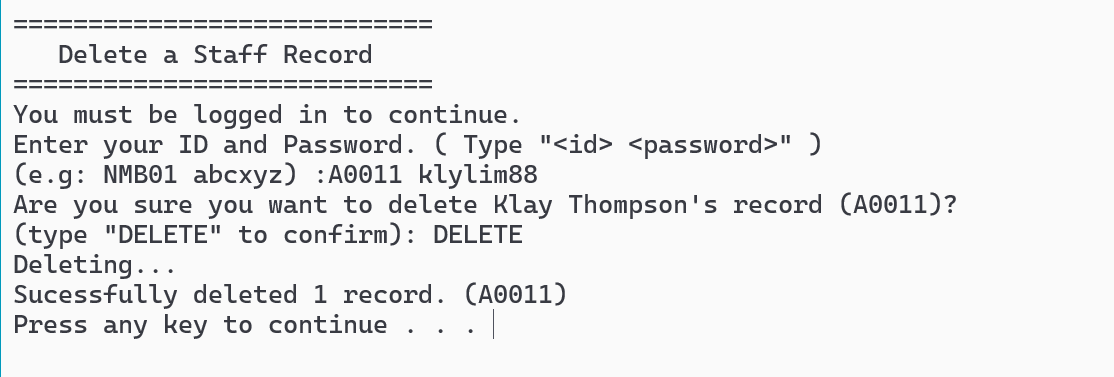 ============================
   Delete a Staff Record
============================
You must be logged in to continue.
Enter your ID and Password. ( Type "<id> <password>" )
(e.g: NMB01 abcxyz) :A0011 klylim88
Are you sure you want to delete Klay Thompson's record (A0011)?
(type "DELETE" to confirm): DELETE
Deleting...
Sucessfully deleted 1 record. (A0011)
Press any key to continue . . .